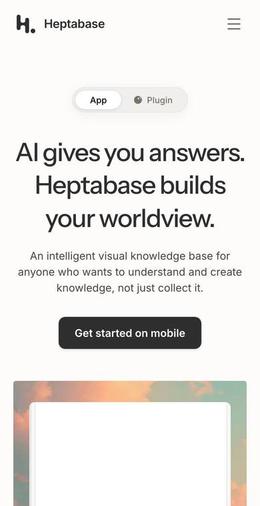 Heptabase
App
Plugin
AI gives you answers.
Heptabase builds
your worldview.
An intelligent visual knowledge base for
anyone who wants to understand and create
knowledge, not just collect it.
Get started on mobile